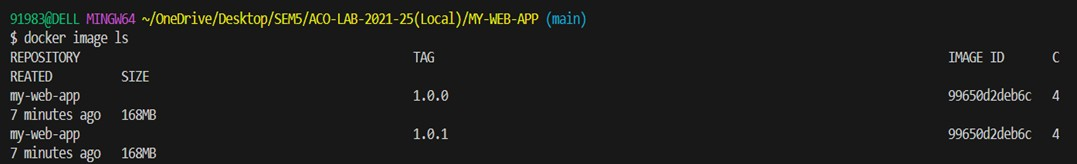 91983@DELL MINGW64 ~/OneDrive/Desktop/SEM5/ACO-LAB-2021-25(Local)/MY-WEB-APP (main)
$ docker image ls
REPOSITORY TAG IMAGE ID C
REATED SIZE
my-web-app 1.0.0 99650d2deb6c 4
7 minutes ago 168MB
my-web-app 1.0.1 99650d2deb6c 4
7 minutes ago 168MB